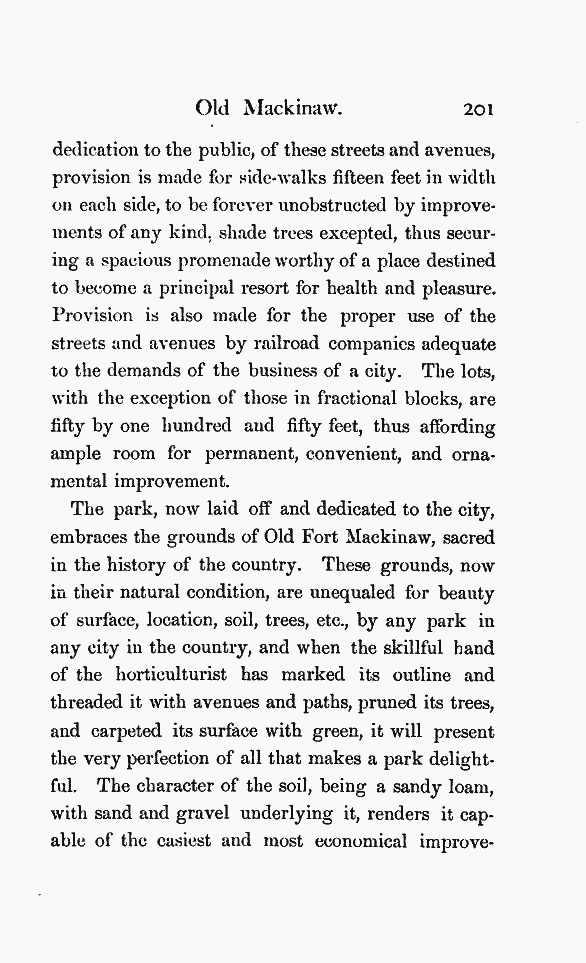 Old Mackinaw. 201
dedication to the public, of these streets and avenues,
provision is made for side-walks fifteen feet in width
on each side, to be forever unobstructed by improve-
ments of any kind, shade trees excepted, thus secur-
ing a spacious promenade worthy of a place destined
to become a principal resort for health and pleasure.
Provision is also made for the proper use of the
streets and avenues by railroad companies adequate
to the demands of the business of a city. The lots,
with the exception of those in fractional blocks, are
fifty by one hundred and fifty feet, thus affording
ample room for permanent, convenient, and orna-
mental improvement.
The park, now laid off and dedicated to the city,
embraces the grounds of Old Fort Mackinaw, sacred
in the history of the country. These grounds, now
in their natural condition, are unequaled for beauty
of surface, location, soil, trees, etc., by any park in
any city in the country, and when the skillful hand
of the horticulturist has marked its outline and
threaded it with avenues and paths, pruned its trees,
and carpeted its surface with green, it will present
the very perfection of all that makes a park delight-
ful. The character of the soil, being a sandy loam,
with sand and gravel underlying it, renders it cap-
able of the easiest and most economical improve-